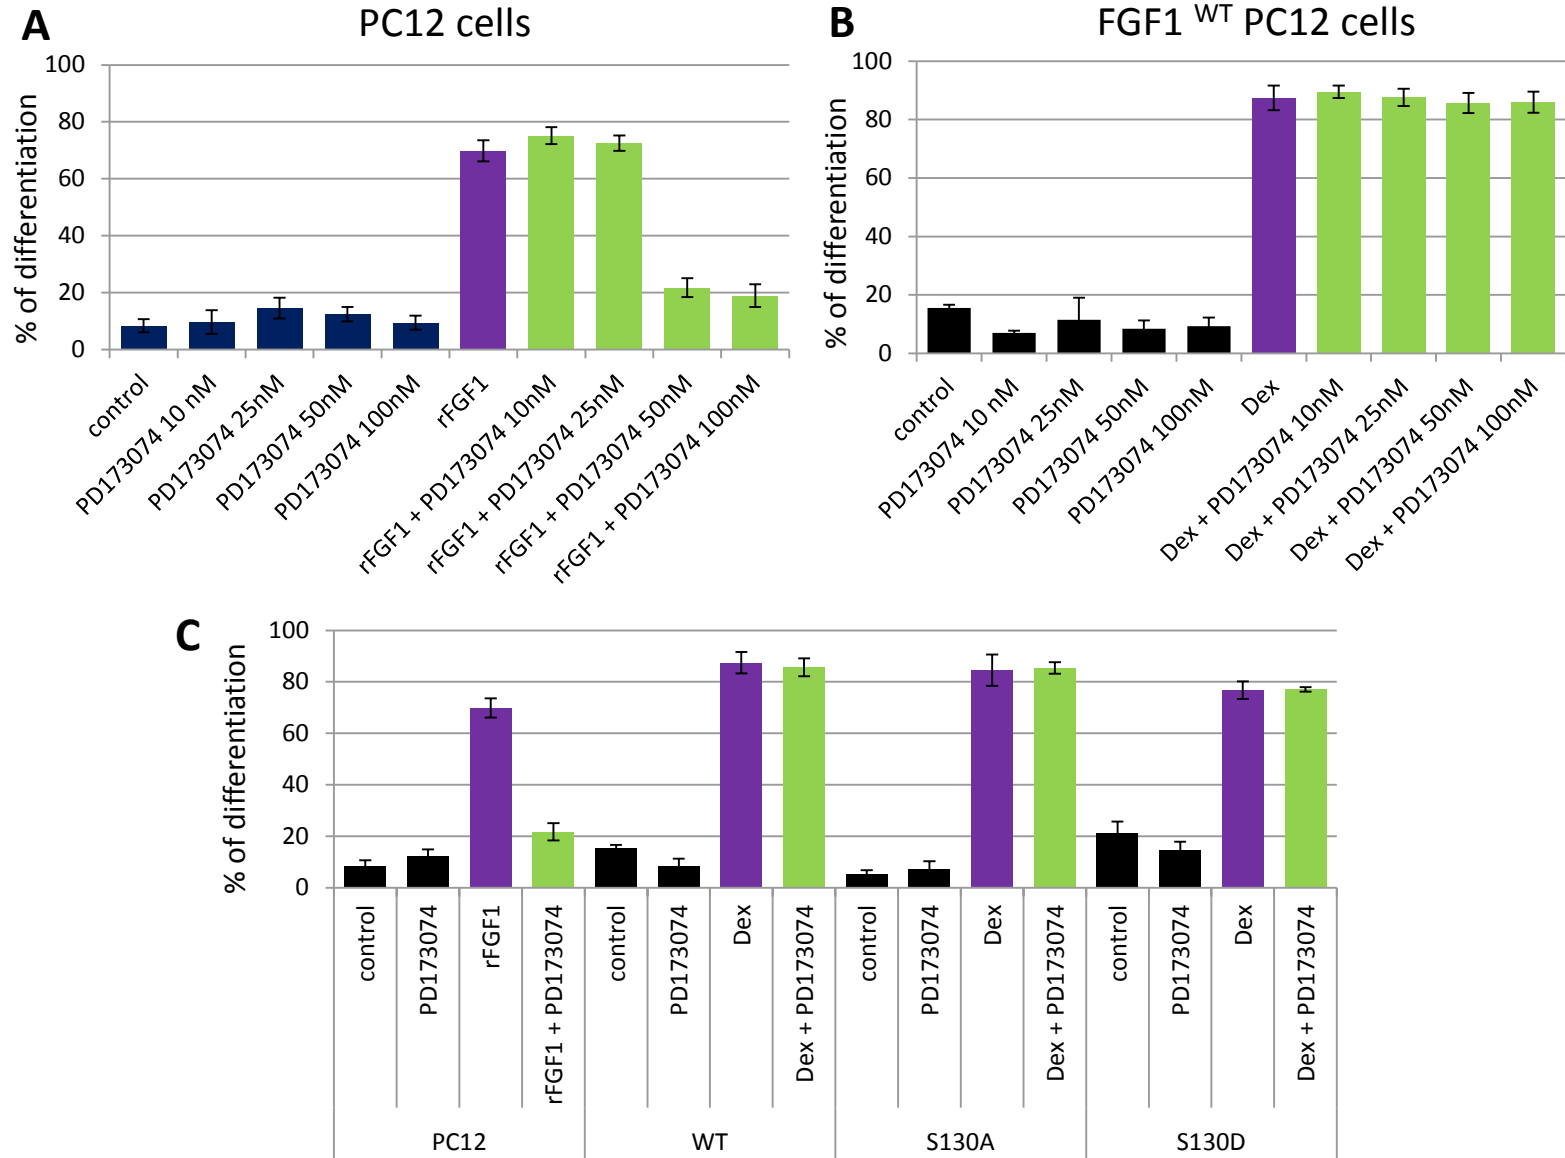 A
PC12 cells
% of differentiation
100
80
60
40
20
0
control
PD173074 10 nM
PD173074 25nM
PD173074 50nM
PD173074 100nM
rFGF1
rFGF1 + PD173074 10nM
rFGF1 + PD173074 25nM
rFGF1 + PD173074 50nM
rFGF1 + PD173074 100nM
B
FGF1 WT PC12 cells
% of differentiation
100
80
60
40
20
0
control
PD173074 10 nM
PD173074 25nM
PD173074 50nM
PD173074 100nM
Dex
Dex + PD173074 10nM
Dex + PD173074 25nM
Dex + PD173074 50nM
Dex + PD173074 100nM
C
% of differentiation
100
80
60
40
20
0
control
PD173074
rFGF1
rFGF1 + PD173074
control
PD173074
Dex
Dex + PD173074
control
PD173074
Dex
Dex + PD173074
control
PD173074
Dex
Dex + PD173074
PC12
WT
S130A
S130D